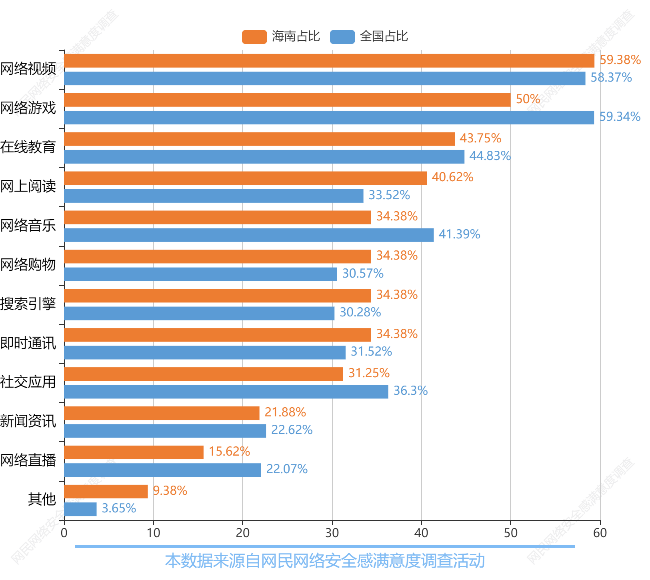 海南占比 全国占比
网络视频 59.38%
58.37%
网络游戏 50%
59.34%
在线教育 43.75%
44.83%
网上阅读 40.62%
33.52%
网络音乐 34.38%
41.39%
网络购物 34.38%
30.57%
搜索引擎 34.38%
30.28%
即时通讯 34.38%
31.52%
社交应用 31.25%
36.3%
新闻资讯 21.88%
22.62%
网络直播 15.62%
22.07%
其他 9.38%
3.65%
0 10 20 30 40 50 60
本数据来源自网民网络安全感满意度调查活动